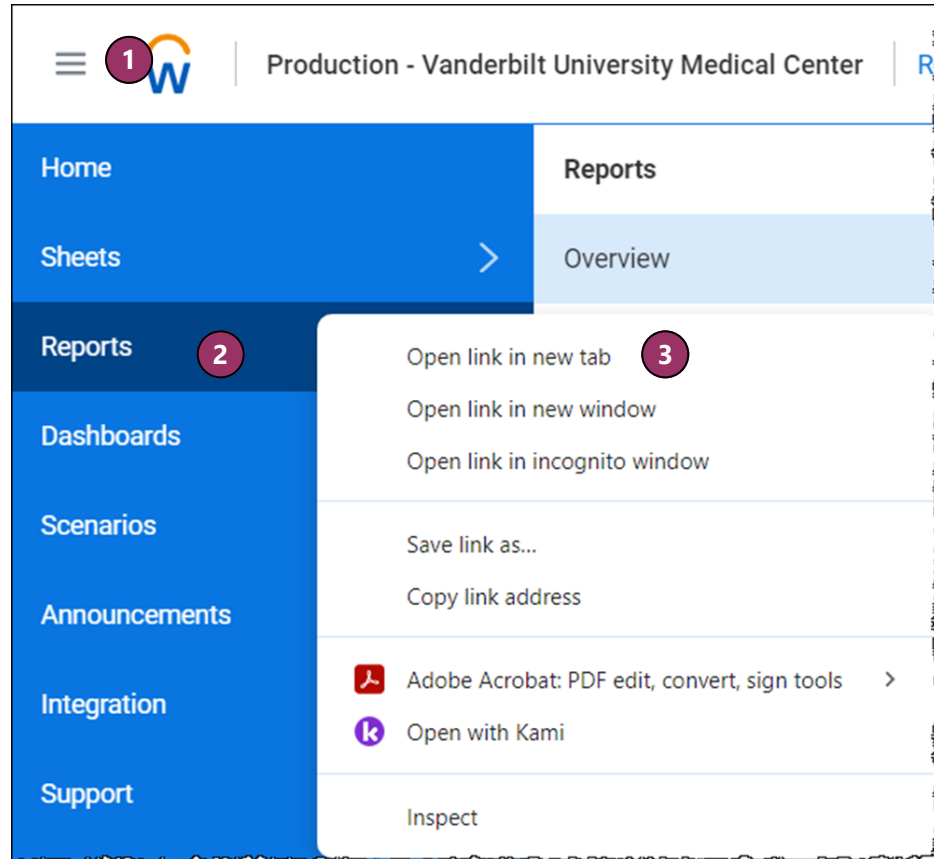 1
W
Production - Vanderbilt University Medical Center
R
Home
Reports
Sheets
Overview
Reports
2
Open link in new tab
3
Open link in new window
Open link in incognito window
Dashboards
Scenarios
Save link as...
Copy link address
Announcements
Adobe Acrobat: PDF edit, convert, sign tools
Integration
k
Open with Kami
Support
Inspect